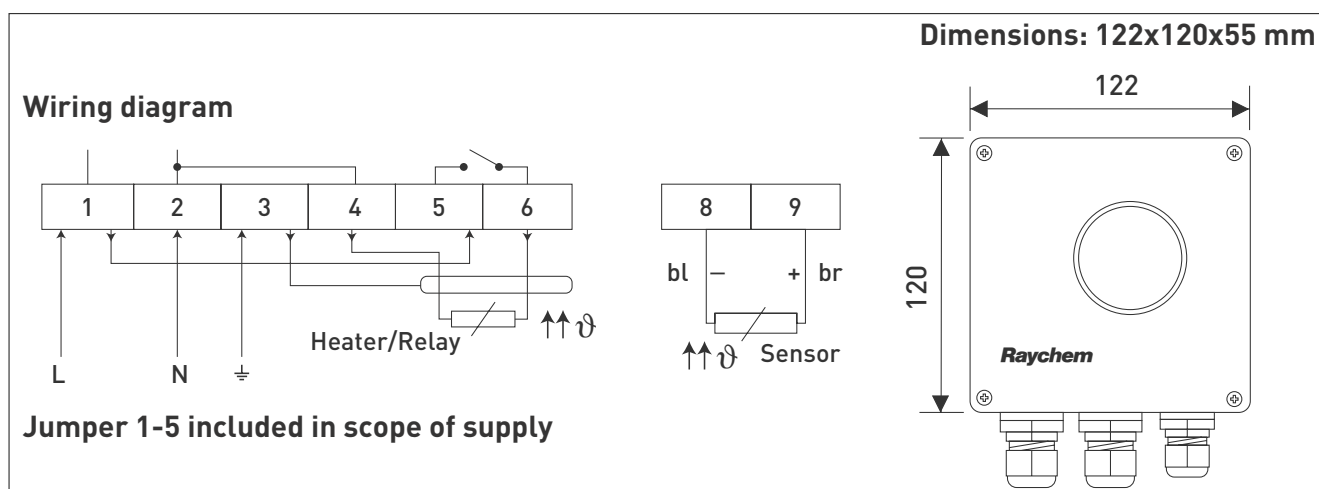 Dimensions: 122x120x55 mm
Wiring diagram
1 2 3 4 5 6
8 9
bl – + br
Heater/Relay
ϑ
ϑ Sensor
L N
Jumper 1-5 included in scope of supply
122
120
Raychem